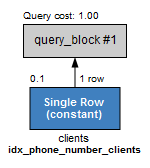 Query cost: 1.00
query_block #1
0.1 1 row
Single Row
(constant)
clients
idx_phone_number_clients